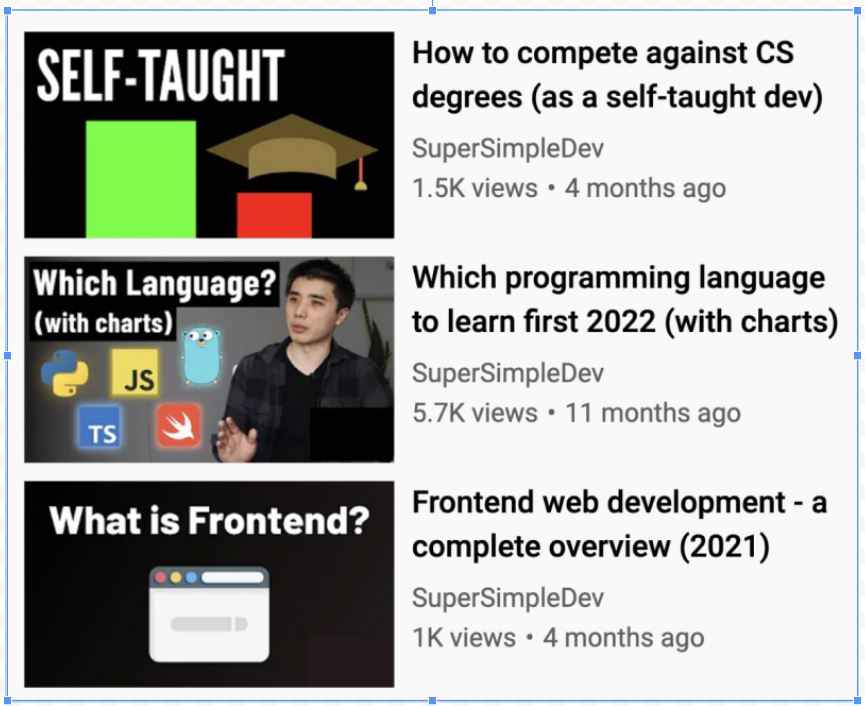 SELF-TAUGHT
How to compete against CS
degrees (as a self-taught dev)
SuperSimpleDev
1.5K views • 4 months ago
Which Language?
(with charts)
JS
TS
Which programming language
to learn first 2022 (with charts)
SuperSimpleDev
5.7K views • 11 months ago
What is Frontend?
Frontend web development - a
complete overview (2021)
SuperSimpleDev
1K views • 4 months ago